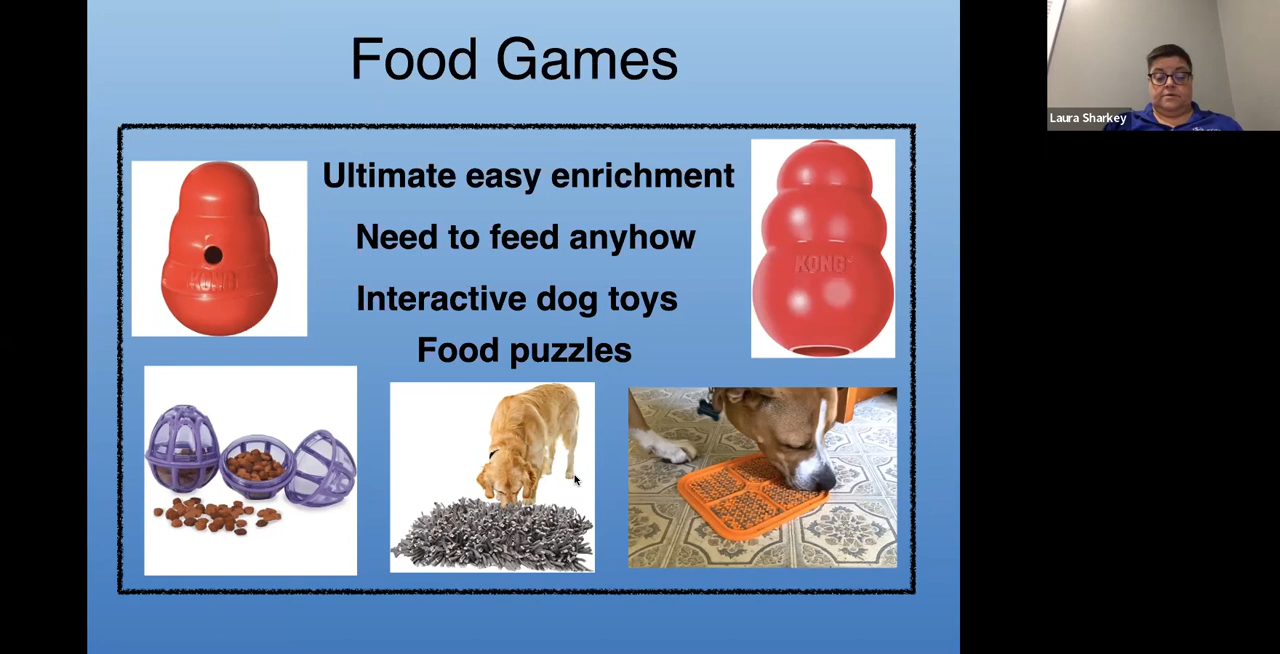 Food Games
Laura Sharkey
Ultimate easy enrichment
Need to feed anyhow
Interactive dog toys
Food puzzles
KONG
KONG